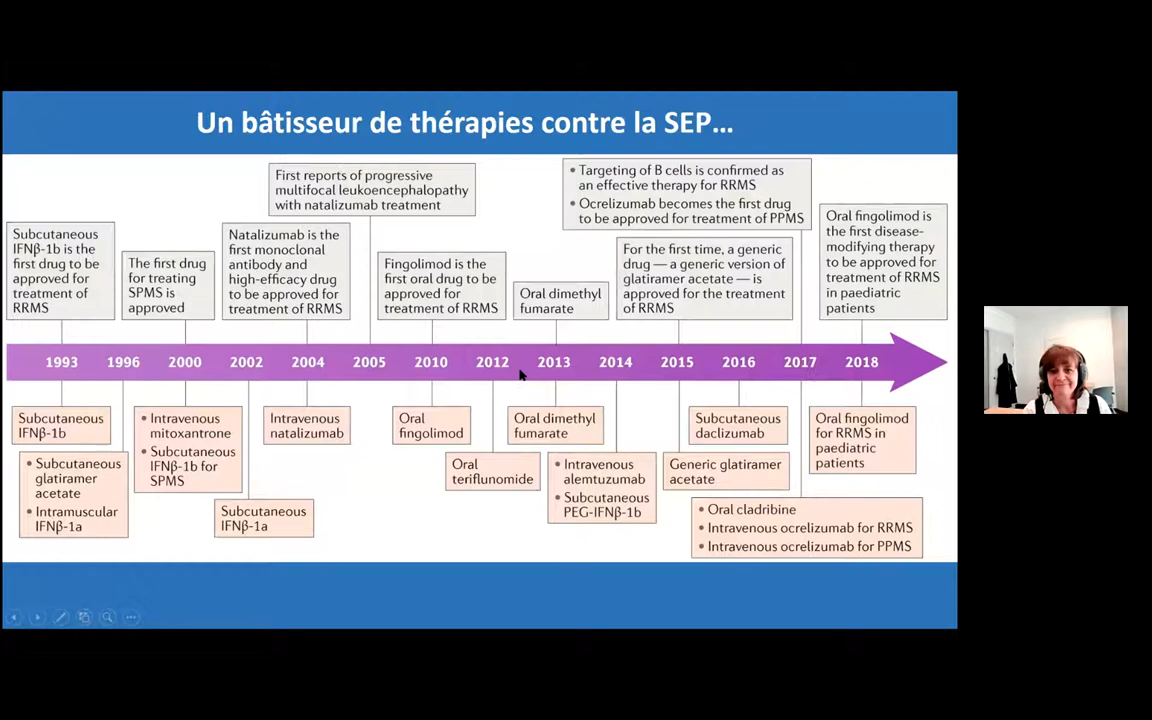 Un bâtisseur de thérapies contre la SEP…
Subcutaneous
IFNβ-1b is the
first drug to be
approved for
treatment of
RRMS
The first drug
for treating
SPMS is
approved
Natalizumab is the
first monoclonal
antibody and
high-efficacy drug
to be approved for
treatment of RRMS
First reports of progressive
multifocal leukoencephalopathy
with natalizumab treatment
Fingolimod is the
first oral drug to be
approved for
treatment of RRMS
Oral dimethyl
fumarate
• Targeting of B cells is confirmed as
an effective therapy for RRMS
• Ocrelizumab becomes the first drug
to be approved for treatment of PPMS
For the first time, a generic
drug — a generic version of
glatiramer acetate — is
approved for the treatment
of RRMS
Oral fingolimod is
the first disease-
modifying therapy
to be approved for
treatment of RRMS
in paediatric
patients
1993 1996 2000 2002 2004 2005 2010 2012 2013 2014 2015 2016 2017 2018
Subcutaneous
IFNβ-1b
• Subcutaneous
glatiramer
acetate
• Intramuscular
IFNβ-1a
• Intravenous
mitoxantrone
• Subcutaneous
IFNβ-1b for
SPMS
Subcutaneous
IFNβ-1a
Intravenous
natalizumab
Oral
fingolimod
Oral
teriflunomide
Oral dimethyl
fumarate
• Intravenous
alemtuzumab
• Subcutaneous
PEG-IFNβ-1b
Generic glatiramer
acetate
Subcutaneous
daclizumab
• Oral cladribine
• Intravenous ocrelizumab for RRMS
• Intravenous ocrelizumab for PPMS
Oral fingolimod
for RRMS in
paediatric
patients